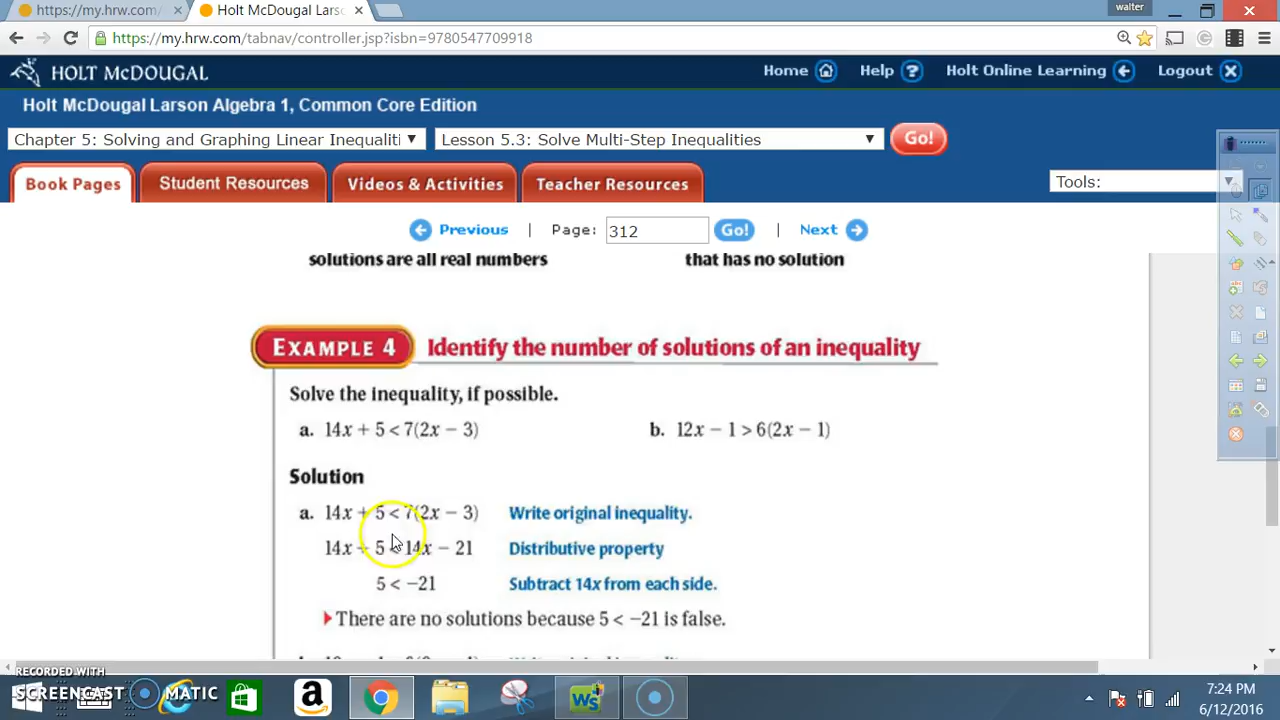 https://my.hrw.com/tabna
Holt McDougal Lars
walter
https://my.hrw.com/tabnav/controller.jsp?isbn=9780547709918
HOLT MCDOUGAL
Home
Help
Holt Online Learning
Logout
Holt McDougal Larson Algebra 1, Common Core Edition
Chapter 5: Solving and Graphing Linear Inequaliti
Lesson 5.3: Solve Multi-Step Inequalities
Go!
Book Pages
Student Resources
Videos & Activities
Teacher Resources
Tools:
Previous | Page: 312 Go! | Next
solutions are all real numbers
that has no solution
EXAMPLE 4 Identify the number of solutions of an inequality
Solve the inequality, if possible.
a. 14x + 5 < 7(2x − 3)
b. 12x − 1 > 6(2x − 1)
Solution
a. 14x + 5 < 7(2x − 3) Write original inequality.
14x + 5 < 14x − 21 Distributive property
5 < −21 Subtract 14x from each side.
There are no solutions because 5 < −21 is false.
RECORDED WITH
SCREENCAST MATIC
7:24 PM
6/12/2016